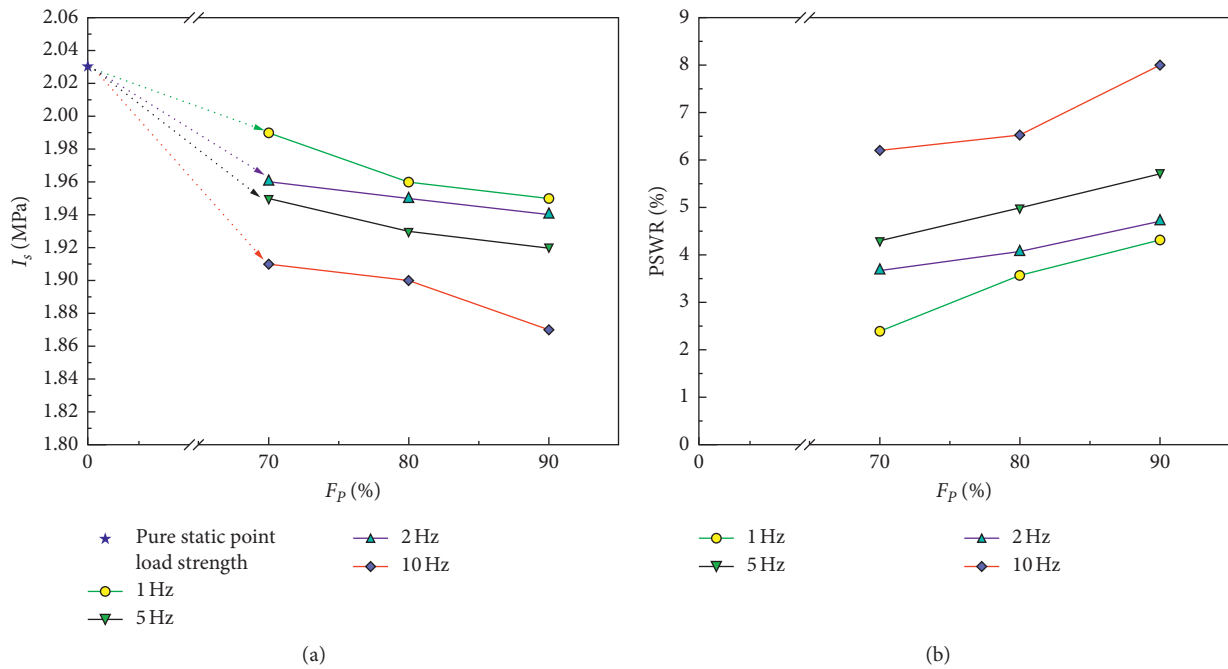 2.06
2.04
2.02
2.00
1.98
1.96
1.94
1.92
1.90
1.88
1.86
1.84
1.82
1.80
I_s (MPa)
0 70 80 90
F_P (%)
Pure static point
load strength
1 Hz
5 Hz
2 Hz
10 Hz
(a)
9
8
7
6
5
4
3
2
1
0
PSWR (%)
0 70 80 90
F_P (%)
1 Hz
5 Hz
2 Hz
10 Hz
(b)